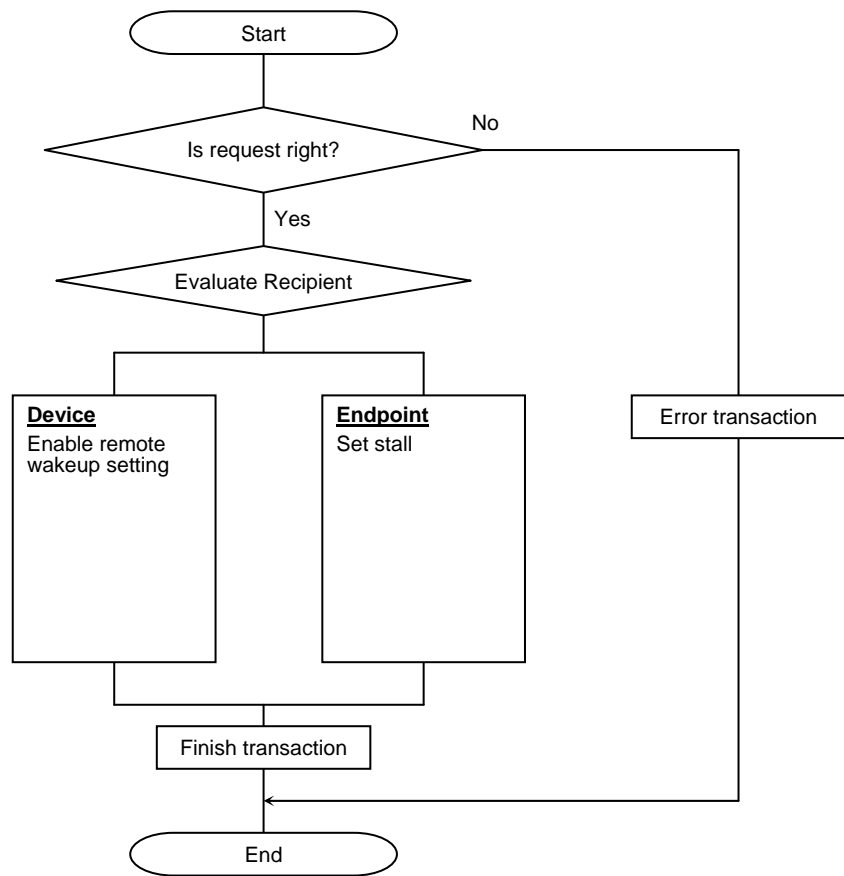 Start
Is request right?
No
Yes
Evaluate Recipient
Device
Enable remote
wakeup setting
Endpoint
Set stall
Error transaction
Finish transaction
End